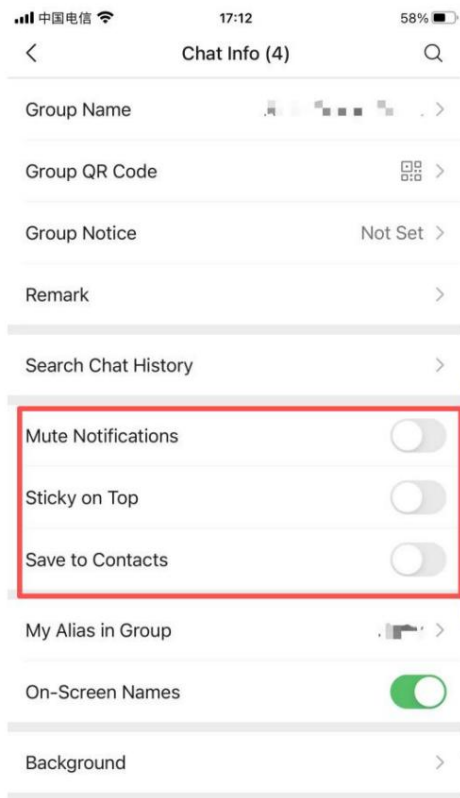 中国电信 17:12 58%
Chat Info (4)
Group Name
Group QR Code
Group Notice Not Set
Remark
Search Chat History
Mute Notifications
Sticky on Top
Save to Contacts
My Alias in Group
On-Screen Names
Background